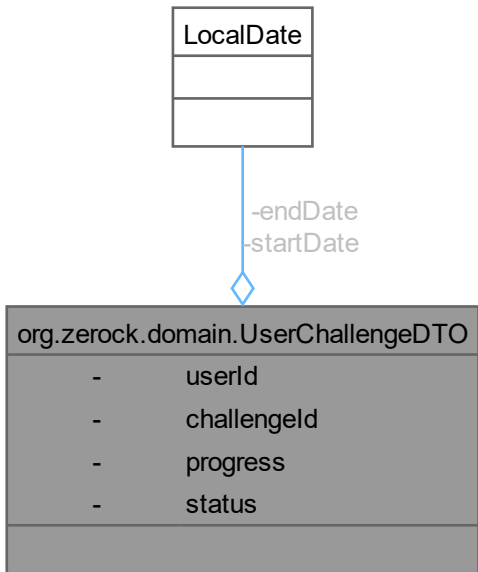 LocalDate
-endDate
-startDate
org.zerock.domain.UserChallengeDTO
- userId
- challengeId
- progress
- status